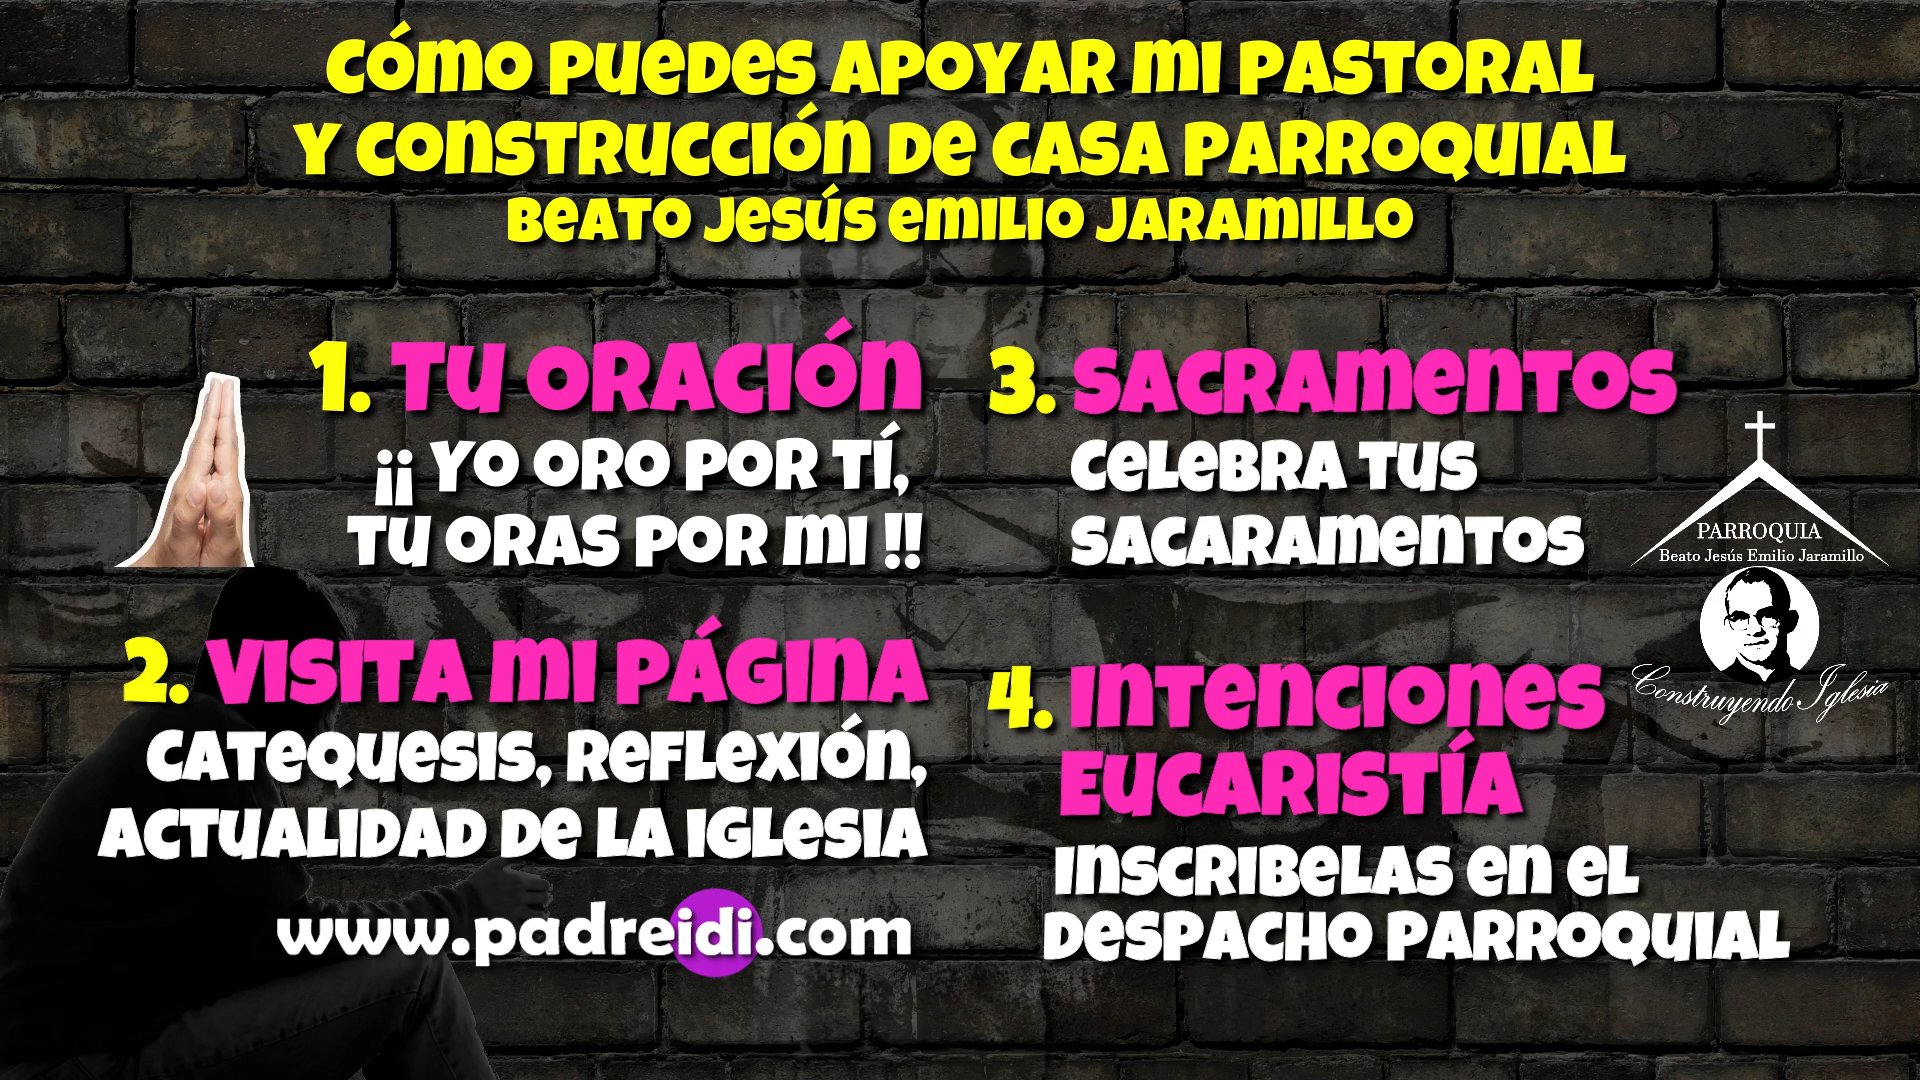 CÓMO PUEDES APOYAR MI PASTORAL
Y CONSTRUCCIÓN DE CASA PARROQUIAL
BEATO JESÚS EMILIO JARAMILLO
1. TU ORACIÓN
¡¡ YO ORO POR TÍ,
TU ORAS POR MI !!
2. VISITA MI PÁGINA
CATEQUESIS, REFLEXIÓN,
ACTUALIDAD DE LA IGLESIA
www.padreidi.com
3. SACRAMENTOS
CELEBRA TUS
SACARAMENTOS
4. INTENCIONES
EUCARISTÍA
INSCRIBELAS EN EL
DESPACHO PARROQUIAL
PARROQUIA
Beato Jesús Emilio Jaramillo
Construyendo Iglesia